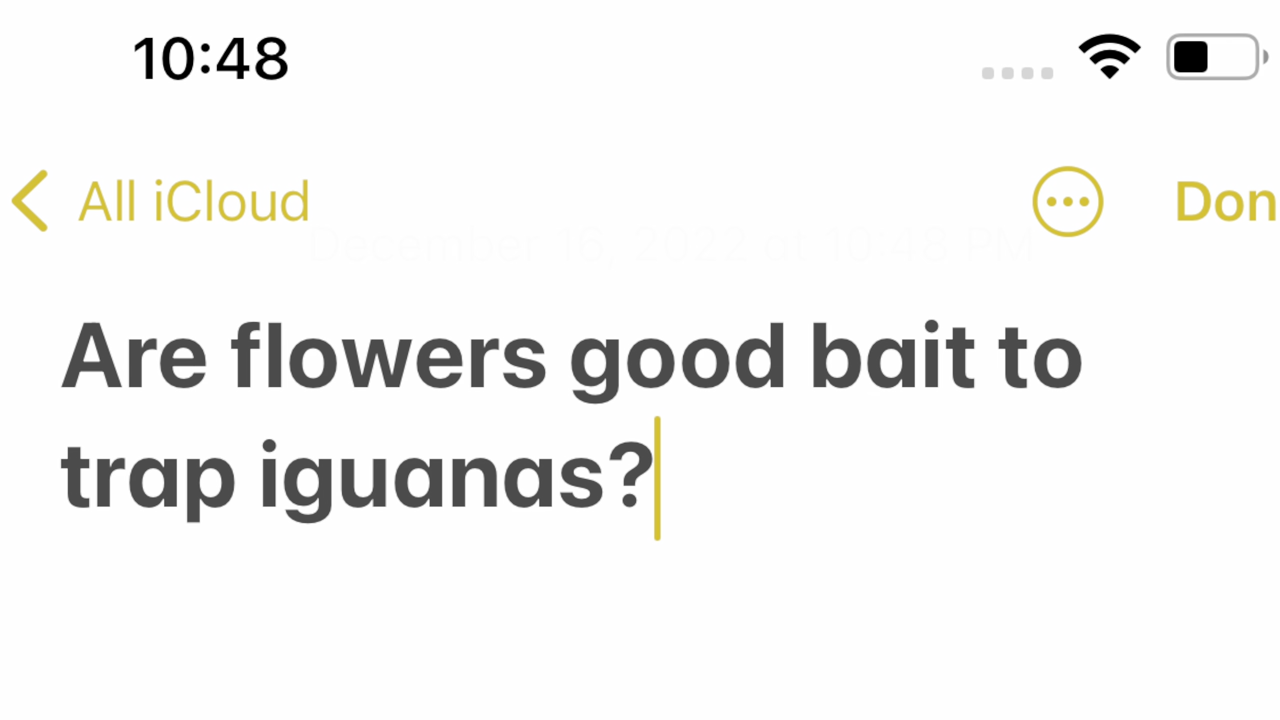 10:48
All iCloud
Don
December 16, 2022 at 10:48 PM
Are flowers good bait to
trap iguanas?